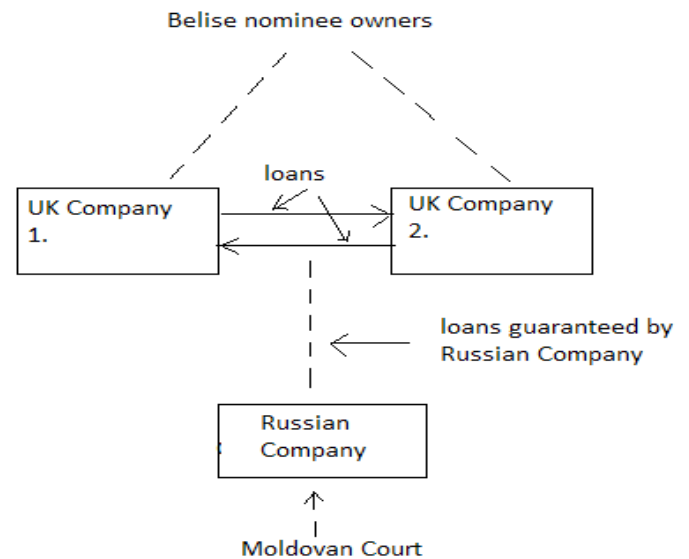 Belise nominee owners
loans
UK Company
1.
UK Company
2.
loans guaranteed by
Russian Company
Russian
Company
Moldovan Court